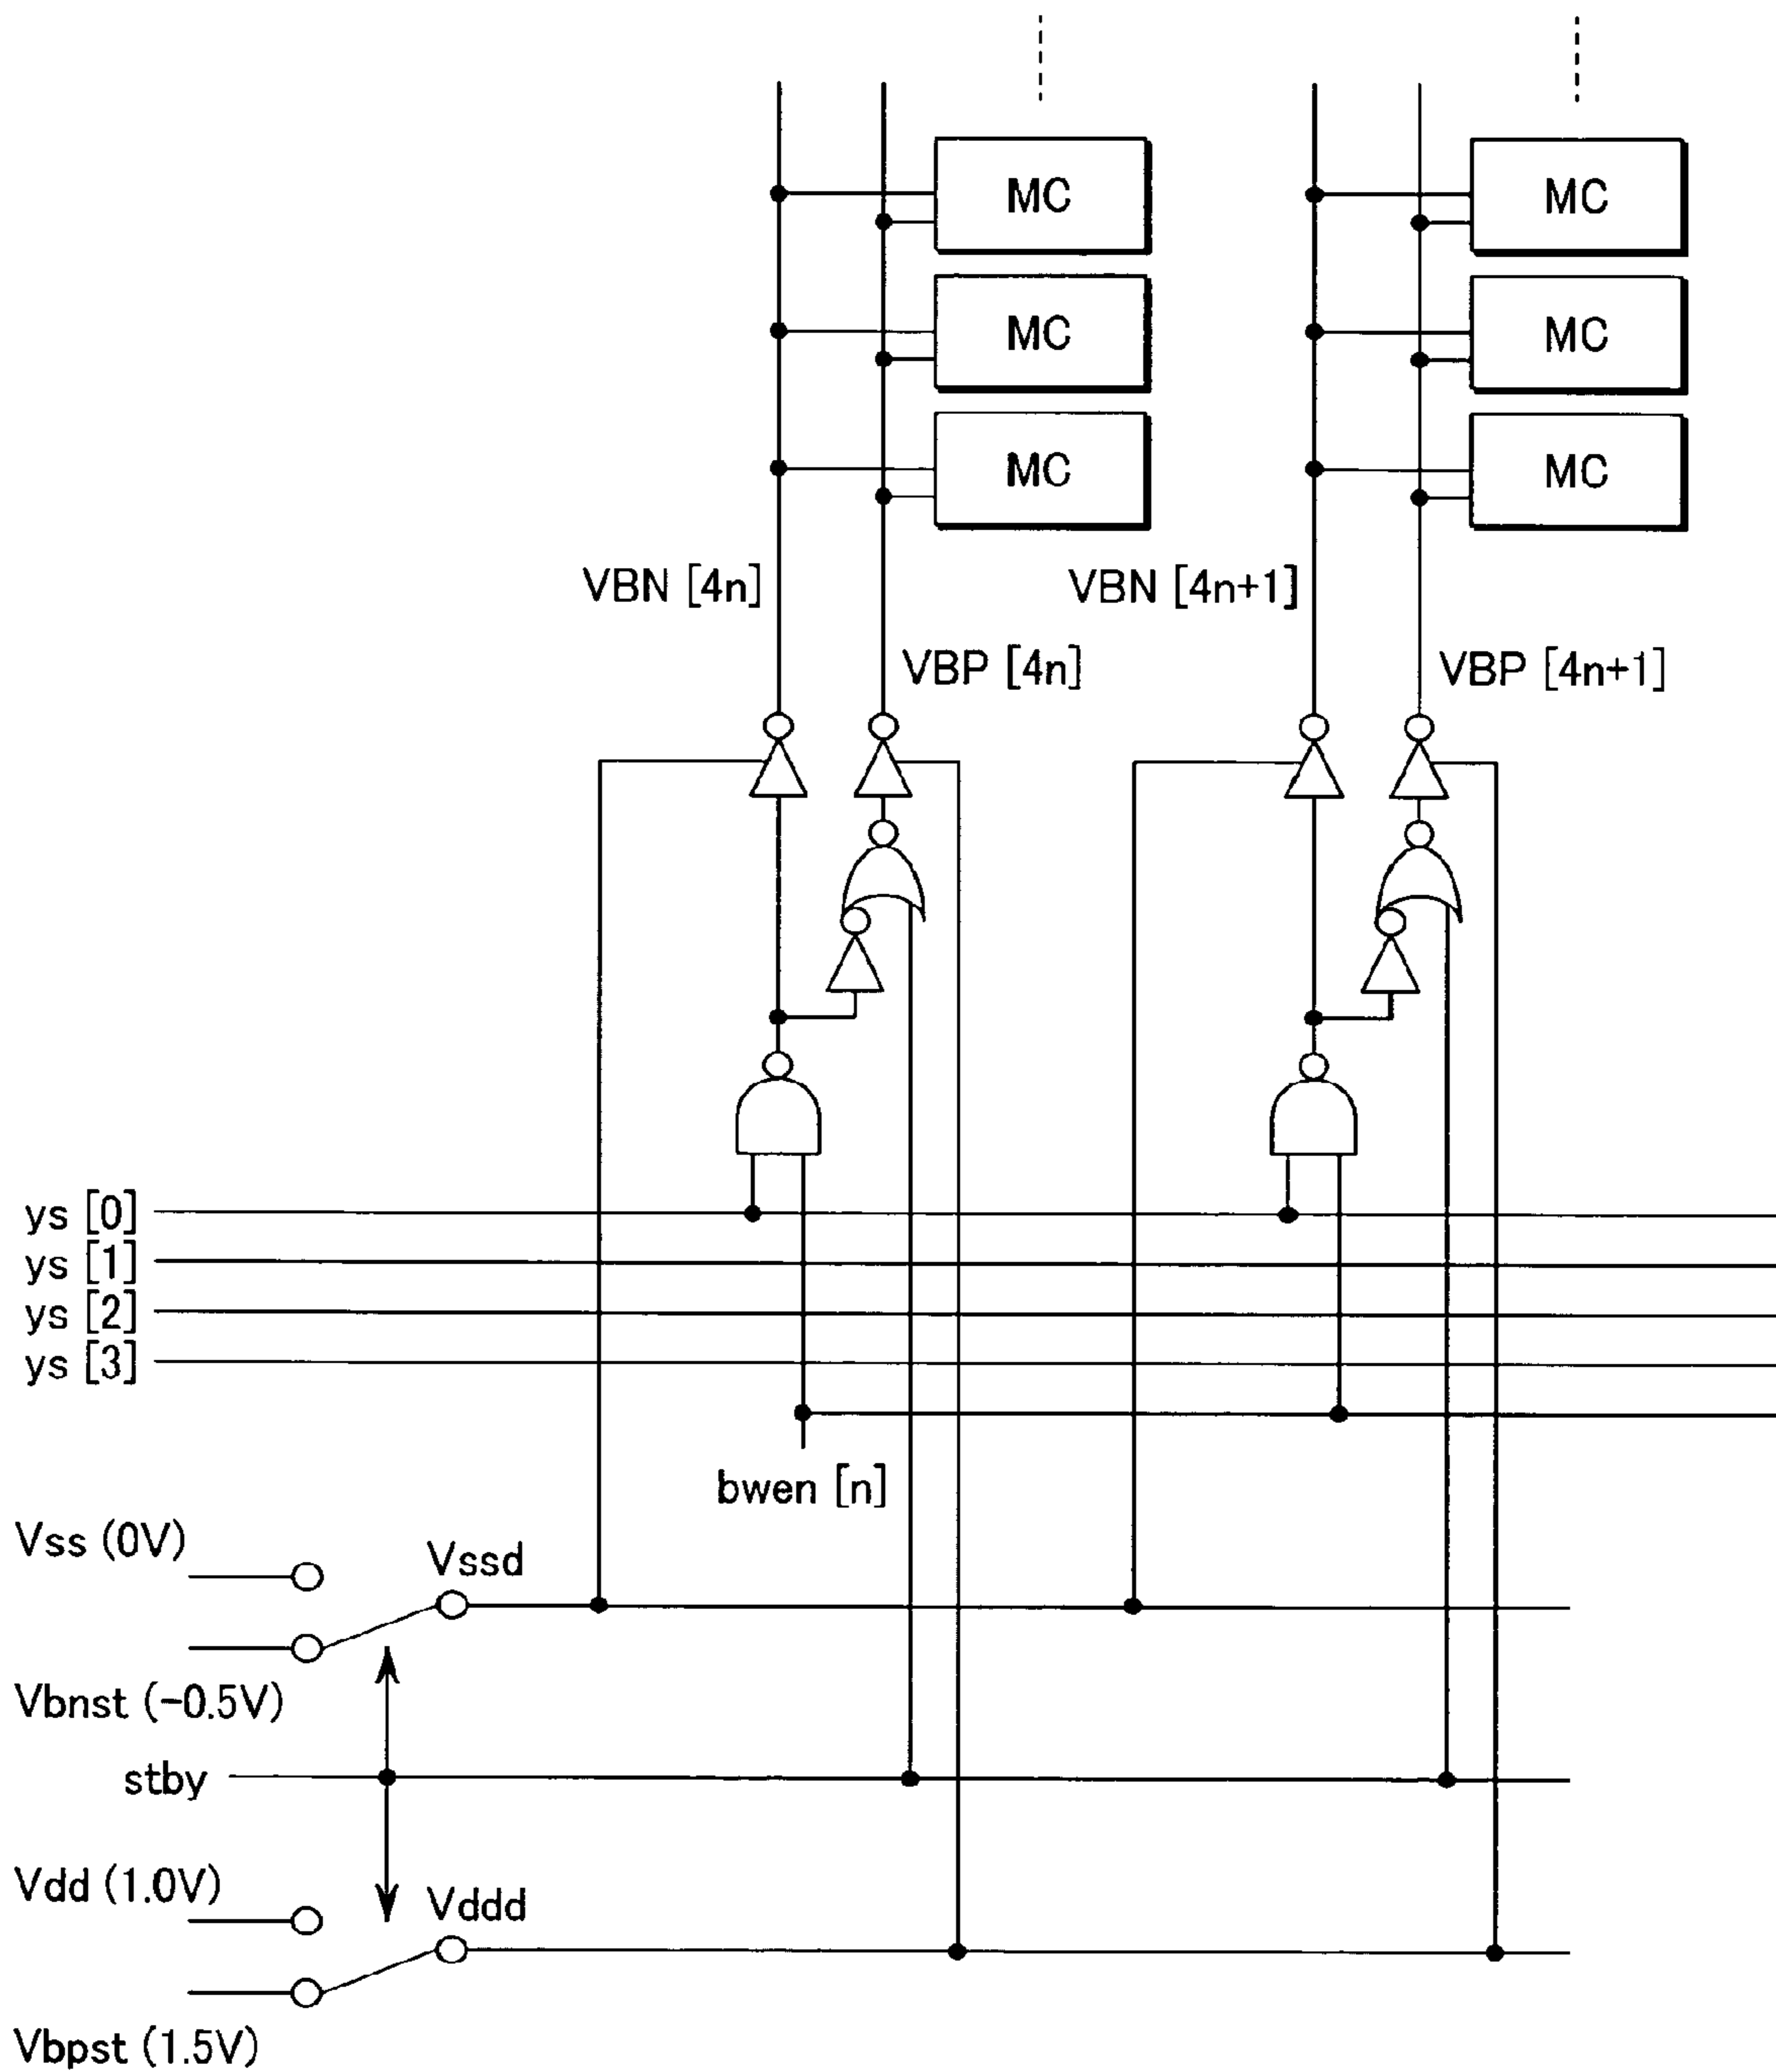 MC MC
MC MC
MC MC
VBN [4n] VBN [4n+1]
VBP [4n] VBP [4n+1]
ys [0]
ys [1]
ys [2]
ys [3]
bwen [n]
Vss (0V)
Vssd
Vbnst (-0.5V)
stby
Vdd (1.0V)
Vddd
Vbpst (1.5V)